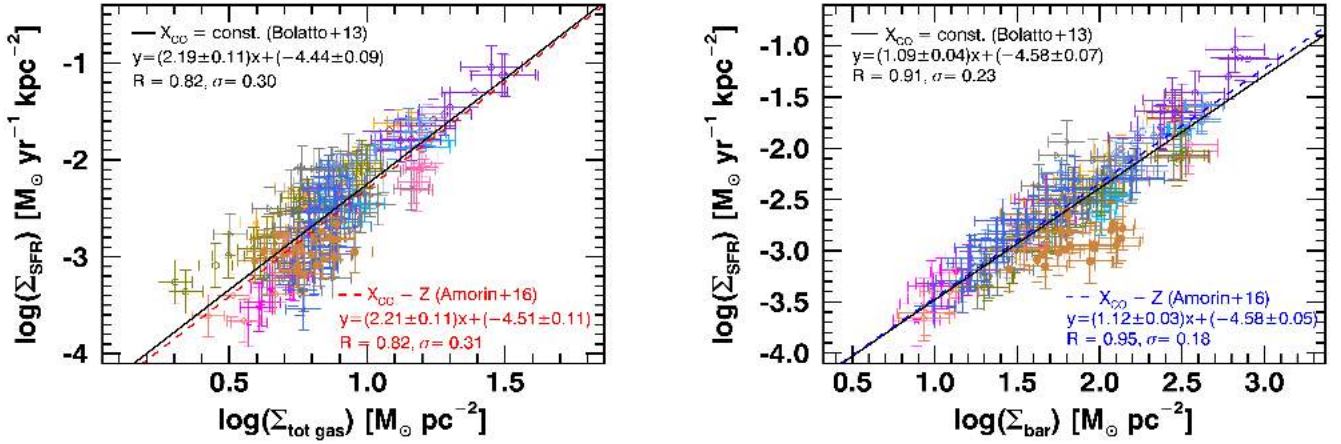 X_CO = const. (Bolatto+13)
y=(2.19±0.11)x+(−4.44±0.09)
R = 0.82, σ= 0.30
-1
-2
-3
-4
log(Σ_SFR) [M_⊙ yr^−1 kpc^−2]
X_CO − Z (Amorin+16)
y=(2.21±0.11)x+(−4.51±0.11)
R = 0.82, σ= 0.31
0.5 1.0 1.5
log(Σ_tot gas) [M_⊙ pc^−2]
X_CO = const. (Bolatto+13)
y=(1.09±0.04)x+(−4.58±0.07)
R = 0.91, σ= 0.23
-1.0
-1.5
-2.0
-2.5
-3.0
-3.5
-4.0
log(Σ_SFR) [M_⊙ yr^−1 kpc^−2]
X_CO − Z (Amorin+16)
y=(1.12±0.03)x+(−4.58±0.05)
R = 0.95, σ= 0.18
0.5 1.0 1.5 2.0 2.5 3.0
log(Σ_bar) [M_⊙ pc^−2]